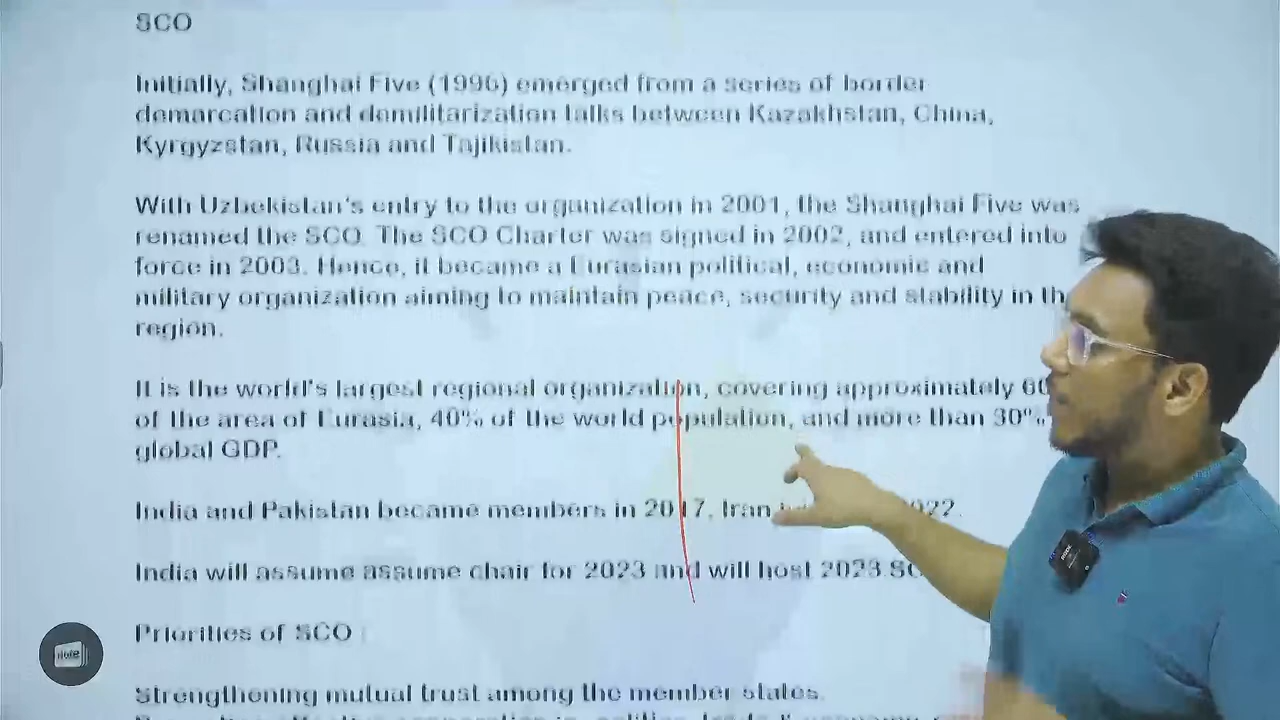 SCO
Initially, Shanghai Five (1996) emerged from a series of border
demarcation and demilitarization talks between Kazakhstan, China,
Kyrgyzstan, Russia and Tajikistan.
With Uzbekistan's entry to the organization in 2001, the Shanghai Five was
renamed the SCO. The SCO Charter was signed in 2002, and entered into
force in 2003. Hence, it became a Eurasian political, economic and
military organization aiming to maintain peace, security and stability in th
region.
It is the world's largest regional organization, covering approximately 60
of the area of Eurasia, 40% of the world population, and more than 30%
global GDP.
India and Pakistan became members in 2017, Iran 022.
India will assume assume chair for 2023 and will host 2023 SC
Priorities of SCO :
Strengthening mutual trust among the member states.